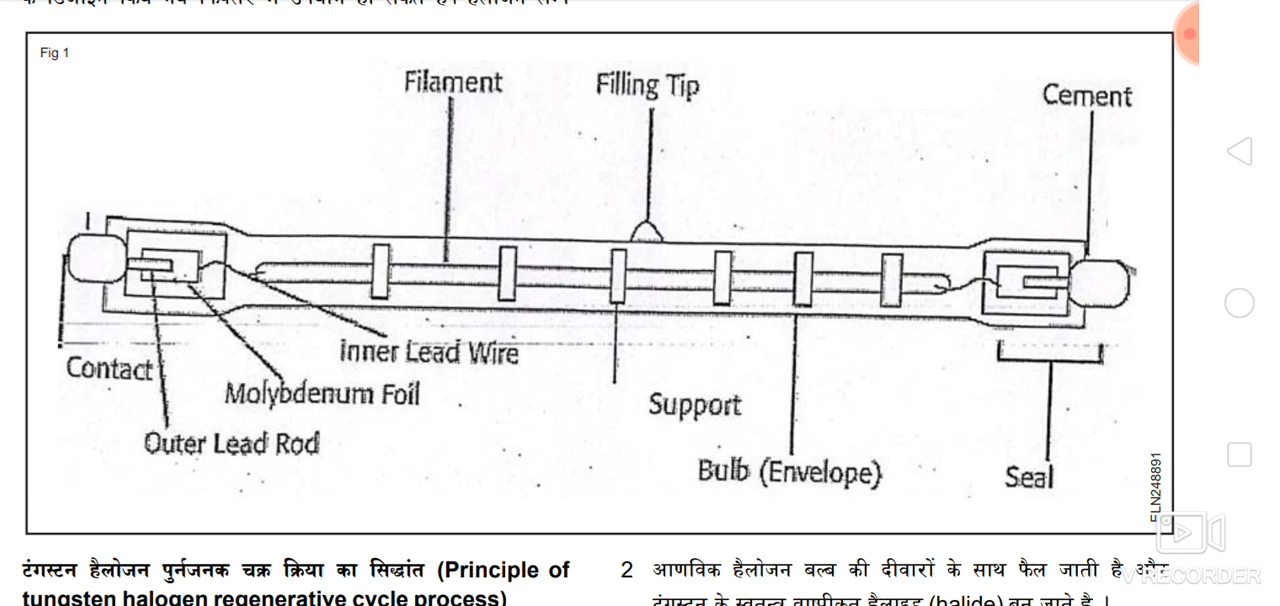 Fig 1
Filament
Filling Tip
Cement
Inner Lead Wire
Contact
Molybdenum Foil
Support
Outer Lead Rod
Bulb (Envelope)
Seal
ELN248891
टंगस्टन हैलोजन पुर्नजनक चक्र क्रिया का सिद्धांत (Principle of
tungsten halogen regenerative cycle process)
2 आणविक हैलोजन बल्ब की दीवारों के साथ फैल जाती है और
टंगस्टन के स्वतन्त्र वाष्पीकृत हैलाइड (halide) बन जाते है ।
V RECORDER